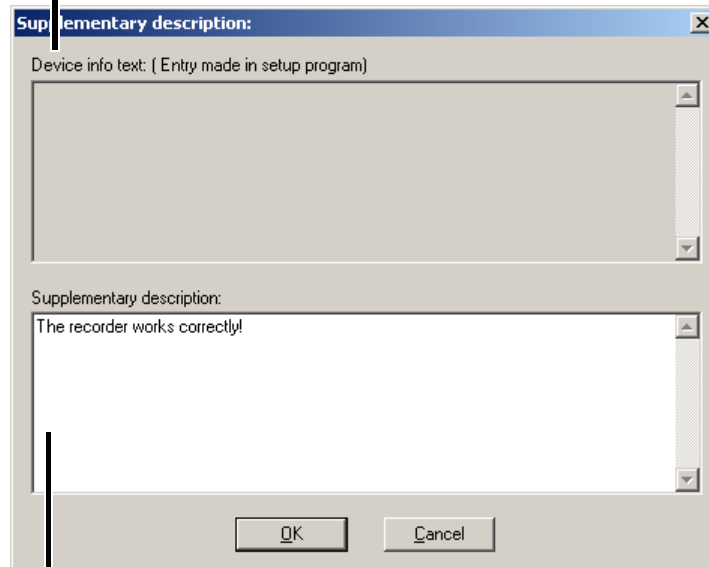 Supplementary description:
Device info text: ( Entry made in setup program)
Supplementary description:
The recorder works correctly!
OK Cancel